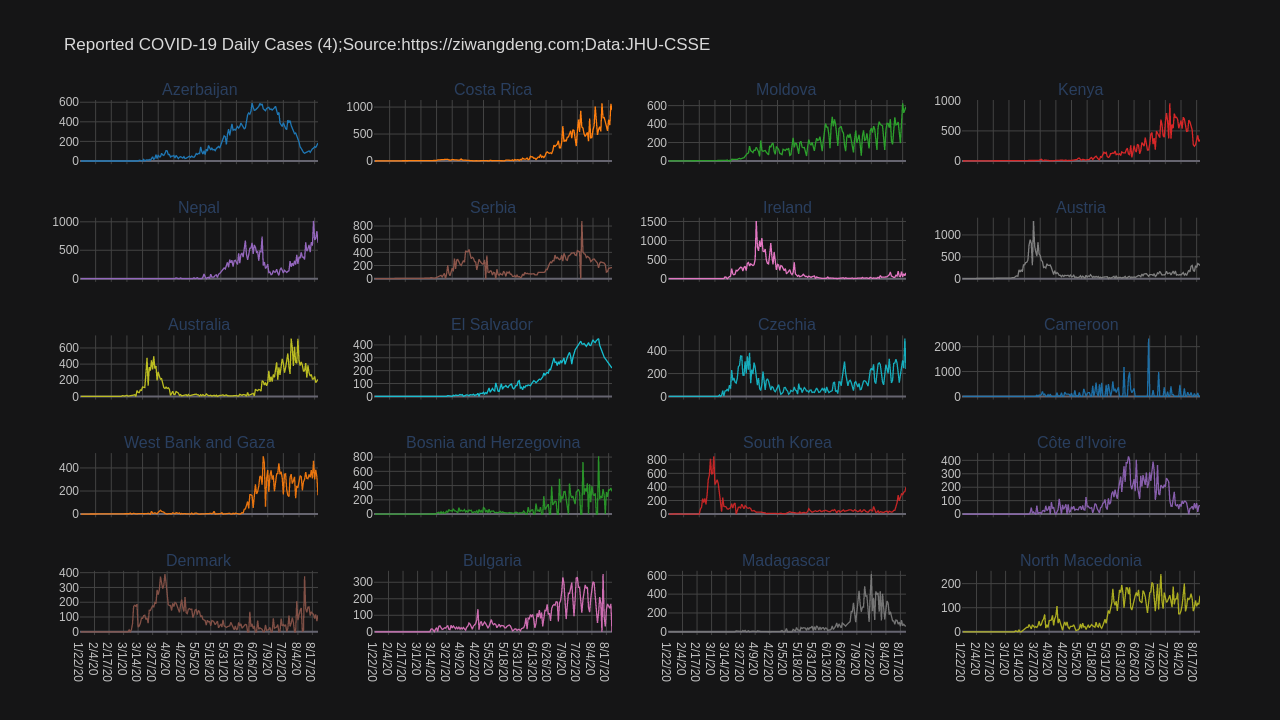 Reported COVID-19 Daily Cases (4);Source:https://ziwangdeng.com;Data:JHU-CSSE
Azerbaijan Costa Rica Moldova Kenya
600 400 200 0
1000 500 0
600 400 200 0
1000 500 0
Nepal Serbia Ireland Austria
1000 500 0
800 600 400 200 0
1500 1000 500 0
1000 500 0
Australia El Salvador Czechia Cameroon
600 400 200 0
400 300 200 100 0
400 200 0
2000 1000 0
West Bank and Gaza Bosnia and Herzegovina South Korea Côte d'Ivoire
400 200 0
800 600 400 200 0
800 600 400 200 0
400 300 200 100 0
Denmark Bulgaria Madagascar North Macedonia
400 300 200 100 0
300 200 100 0
600 400 200 0
200 100 0
1/22/20 2/4/20 2/17/20 3/1/20 3/14/20 3/27/20 4/9/20 4/22/20 5/5/20 5/18/20 5/31/20 6/13/20 6/26/20 7/9/20 7/22/20 8/4/20 8/17/20
1/22/20 2/4/20 2/17/20 3/1/20 3/14/20 3/27/20 4/9/20 4/22/20 5/5/20 5/18/20 5/31/20 6/13/20 6/26/20 7/9/20 7/22/20 8/4/20 8/17/20
1/22/20 2/4/20 2/17/20 3/1/20 3/14/20 3/27/20 4/9/20 4/22/20 5/5/20 5/18/20 5/31/20 6/13/20 6/26/20 7/9/20 7/22/20 8/4/20 8/17/20
1/22/20 2/4/20 2/17/20 3/1/20 3/14/20 3/27/20 4/9/20 4/22/20 5/5/20 5/18/20 5/31/20 6/13/20 6/26/20 7/9/20 7/22/20 8/4/20 8/17/20